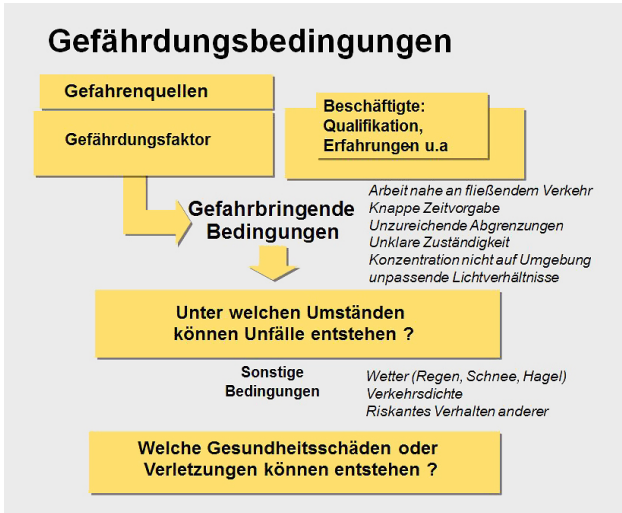 Gefährdungsbedingungen
Gefahrenquellen
Gefährdungsfaktor
Beschäftigte:
Qualifikation,
Erfahrungen u.a
Gefahrbringende
Bedingungen
Arbeit nahe an fließendem Verkehr
Knappe Zeitvorgabe
Unzureichende Abgrenzungen
Unklare Zuständigkeit
Konzentration nicht auf Umgebung
unpassende Lichtverhältnisse
Unter welchen Umständen
können Unfälle entstehen ?
Sonstige
Bedingungen
Wetter (Regen, Schnee, Hagel)
Verkehrsdichte
Riskantes Verhalten anderer
Welche Gesundheitsschäden oder
Verletzungen können entstehen ?